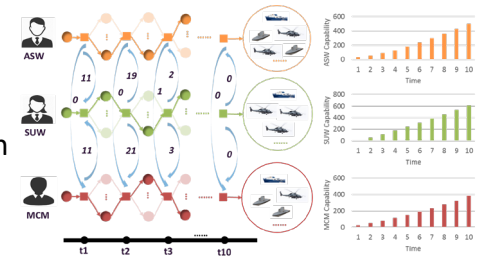 ASW
SUW
MCM
11
19
2
0
0
0
1
0
11
21
3
0
......
......
......
......
t1
t2
t3
t10
n
ASW Capability
600
400
200
0
1 2 3 4 5 6 7 8 9 10
Time
SUW Capability
800
600
400
200
0
1 2 3 4 5 6 7 8 9 10
Time
MCM Capability
600
400
200
0
1 2 3 4 5 6 7 8 9 10
Time